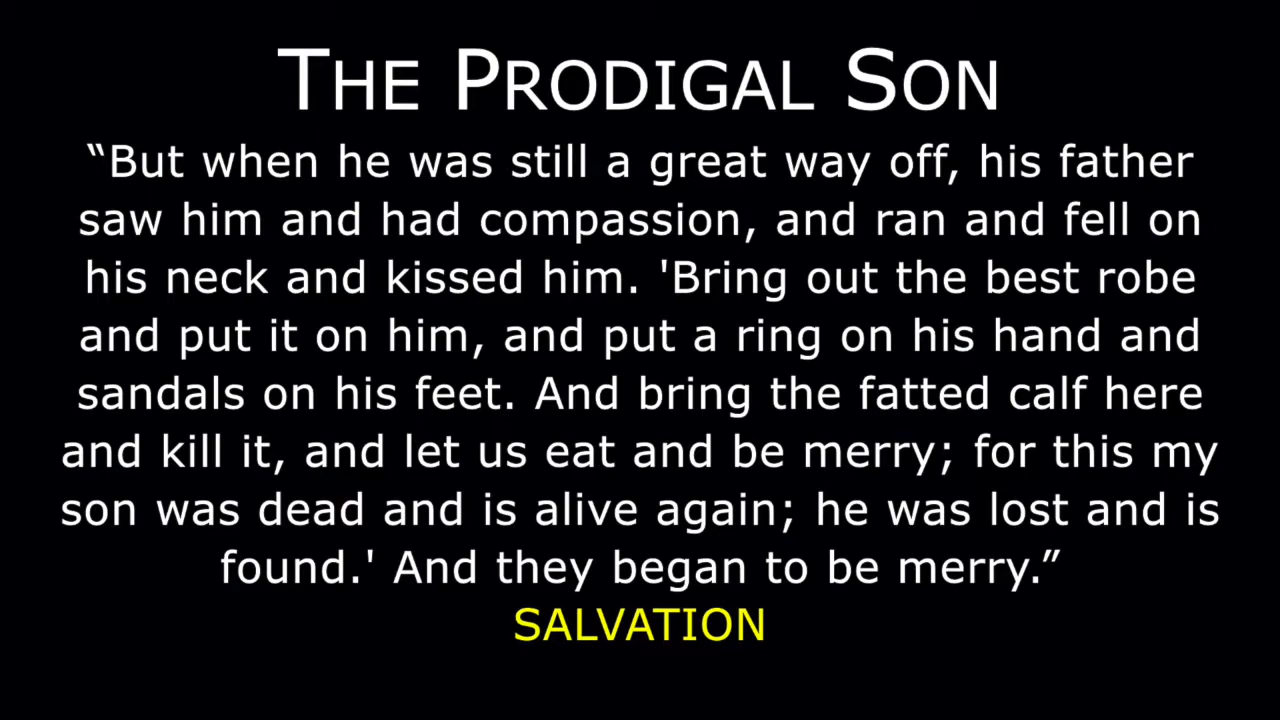 THE PRODIGAL SON
“But when he was still a great way off, his father
saw him and had compassion, and ran and fell on
his neck and kissed him. 'Bring out the best robe
and put it on him, and put a ring on his hand and
sandals on his feet. And bring the fatted calf here
and kill it, and let us eat and be merry; for this my
son was dead and is alive again; he was lost and is
found.' And they began to be merry.”
SALVATION